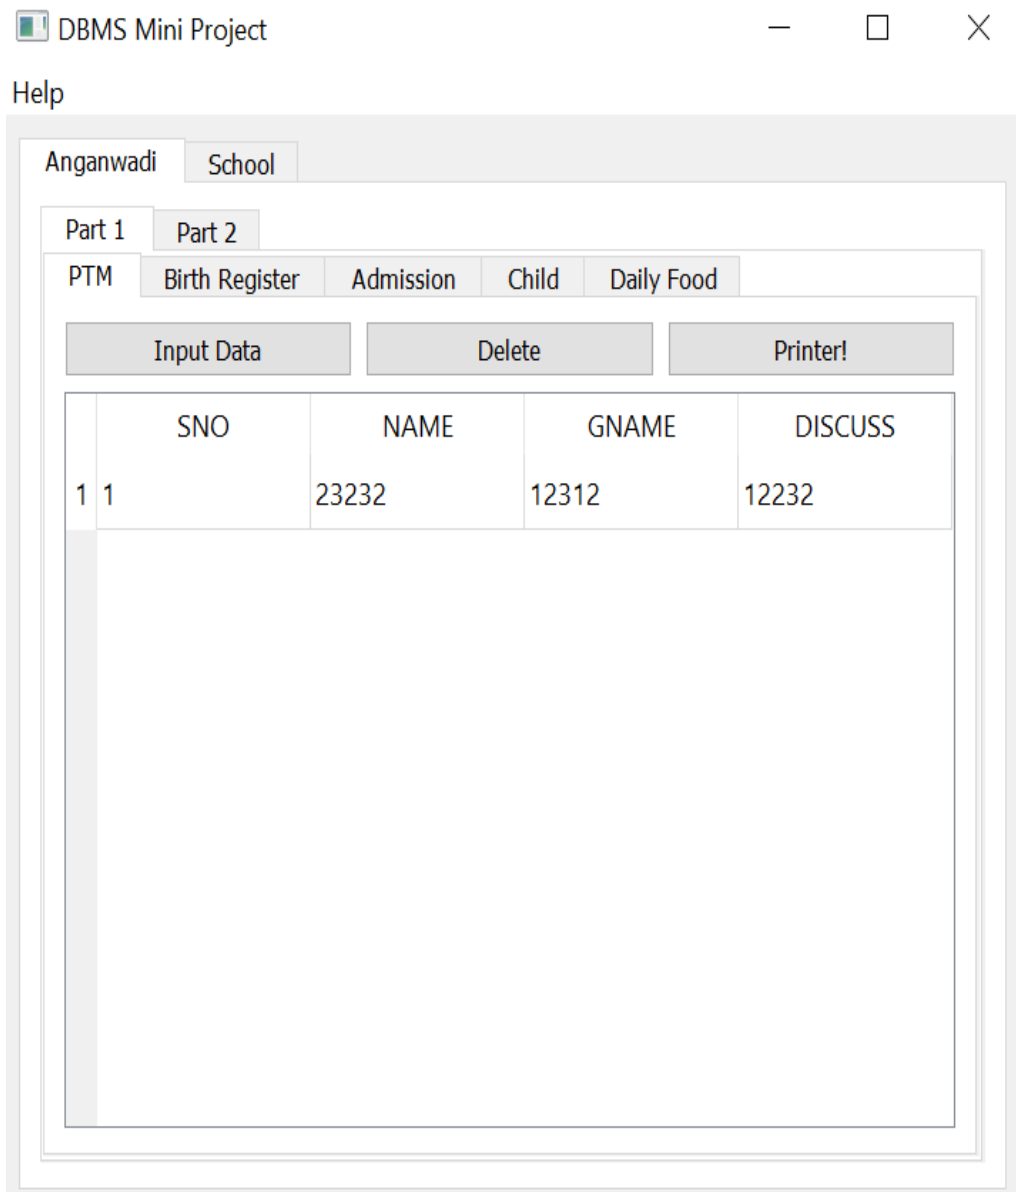 DBMS Mini Project
Help
Anganwadi School
Part 1 Part 2
PTM Birth Register Admission Child Daily Food
Input Data Delete Printer!
SNO NAME GNAME DISCUSS
1 1 23232 12312 12232